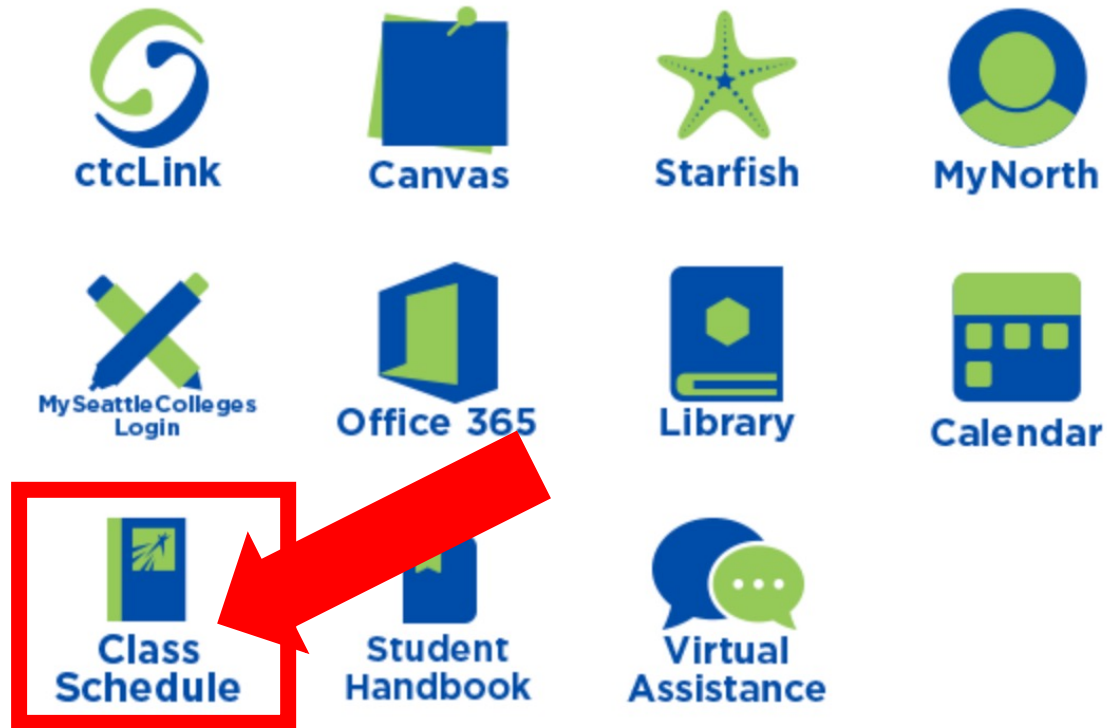 ctcLink
Canvas
Starfish
MyNorth
MySeattleColleges
Login
Office 365
Library
Calendar
Class
Schedule
Student
Handbook
Virtual
Assistance